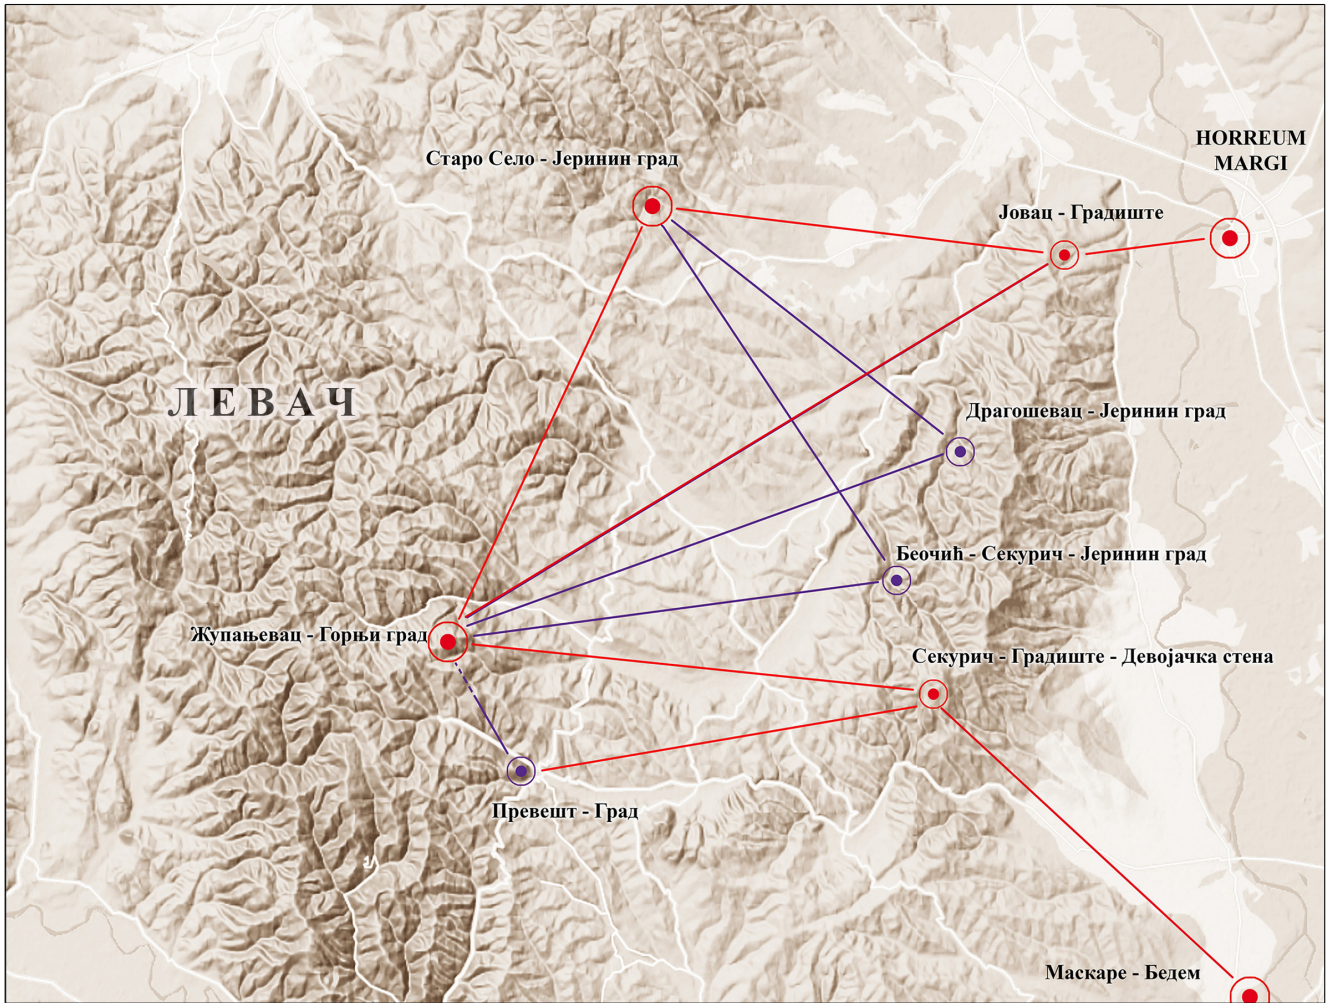 HORREUM
MARGI
Старо Село - Јеринин град
Јовац - Градиште
ЛЕВАЧ
Драгошевац - Јеринин град
Беочић - Секурич - Јеринин град
Жупањевац - Горњи град
Секурич - Градиште - Девојачка стена
Превешт - Град
Маскаре - Бедем